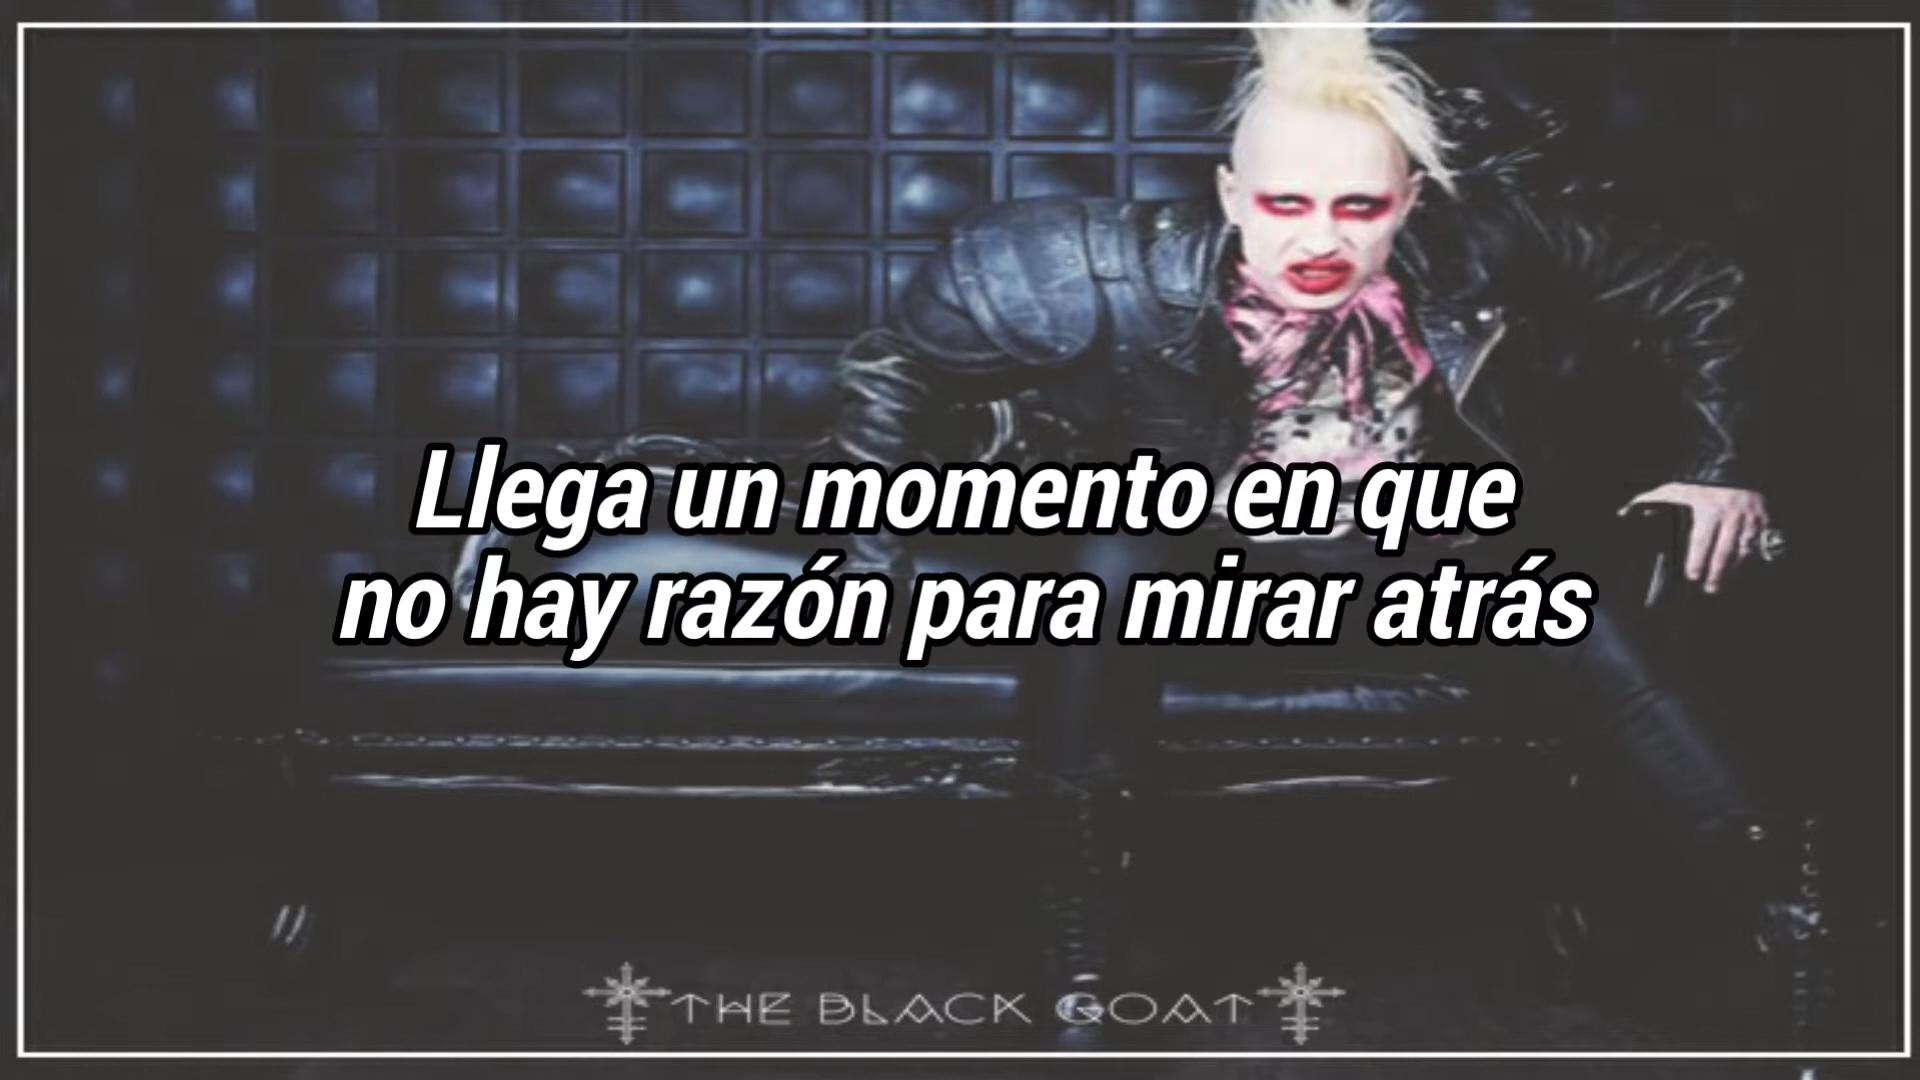 Llega un momento en que
no hay razón para mirar atrás
THE BLACK GOAT